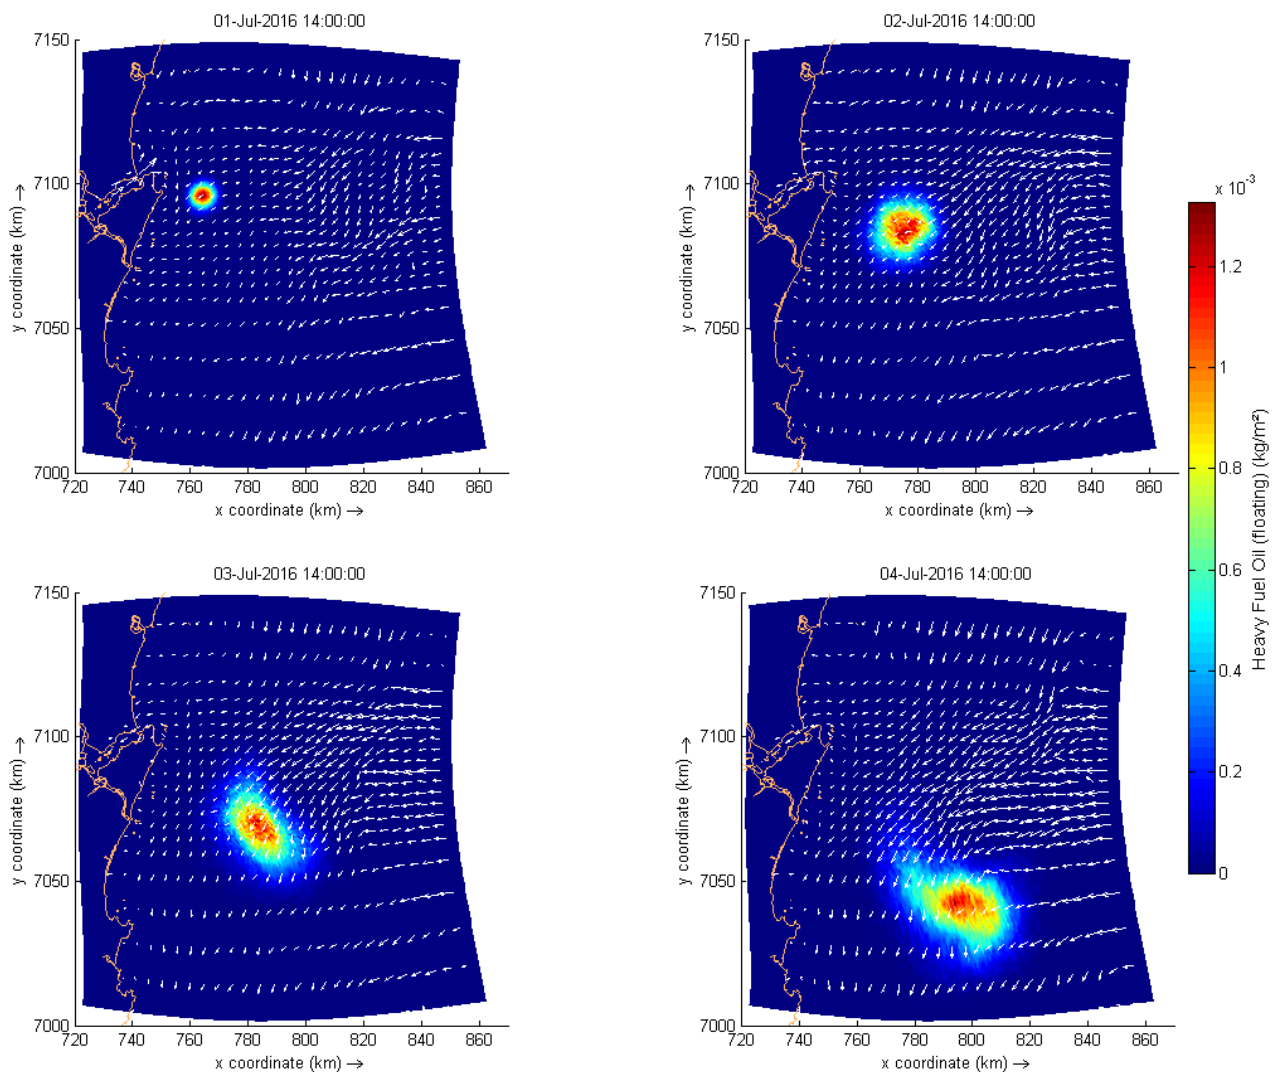 01-Jul-2016 14:00:00
7150
7100
7050
7000
y coordinate (km) →
720 740 760 780 800 820 840 860
x coordinate (km) →
02-Jul-2016 14:00:00
7150
7100
7050
7000
y coordinate (km) →
720 740 760 780 800 820 840 860
x coordinate (km) →
03-Jul-2016 14:00:00
7150
7100
7050
7000
y coordinate (km) →
720 740 760 780 800 820 840 860
x coordinate (km) →
04-Jul-2016 14:00:00
7150
7100
7050
7000
y coordinate (km) →
720 740 760 780 800 820 840 860
x coordinate (km) →
x 10⁻³
1.2
1
0.8
0.6
0.4
0.2
0
Heavy Fuel Oil (floating) (kg/m²)